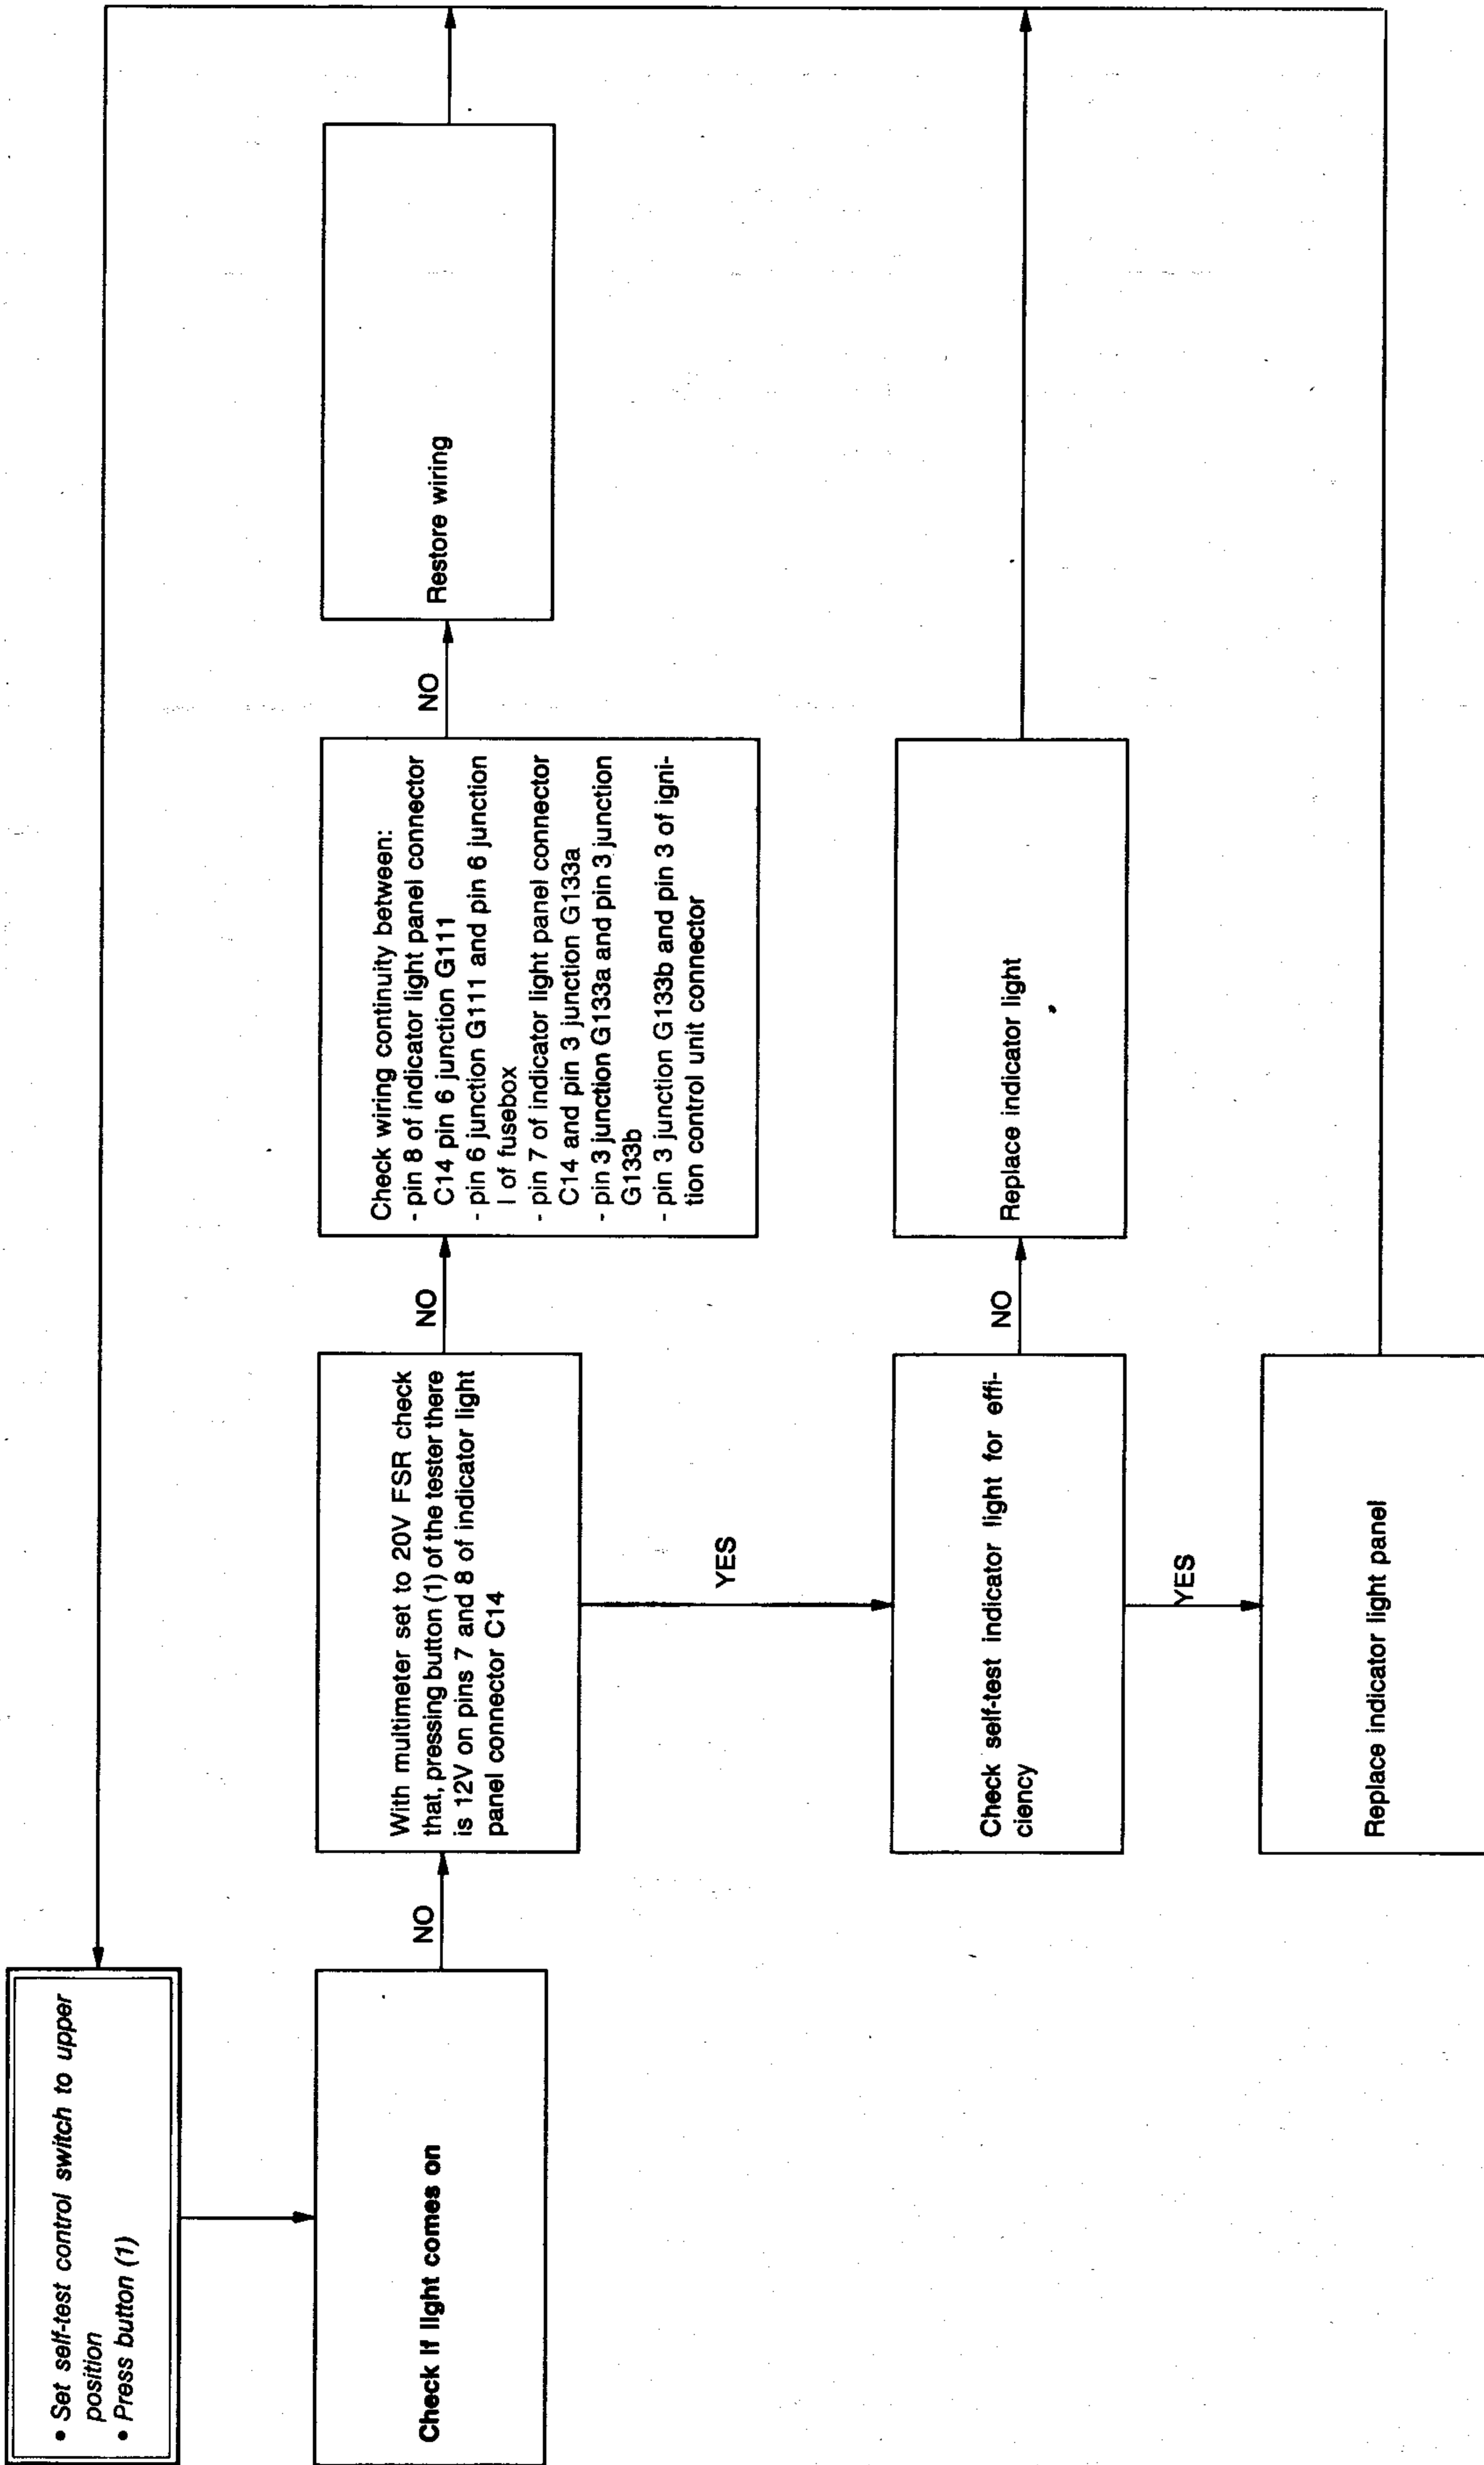 • Set self-test control switch to upper
position
• Press button (1)
Check if light comes on
NO
With multimeter set to 20V FSR check
that, pressing button (1) of the tester there
is 12V on pins 7 and 8 of indicator light
panel connector C14
NO
Check wiring continuity between:
- pin 8 of indicator light panel connector
C14 pin 6 junction G111
- pin 6 junction G111 and pin 6 junction
I of fusebox
- pin 7 of indicator light panel connector
C14 and pin 3 junction G133a
- pin 3 junction G133a and pin 3 junction
G133b
- pin 3 junction G133b and pin 3 of igni-
tion control unit connector
NO
Restore wiring
YES
Check self-test indicator light for effi-
ciency
NO
Replace indicator light
YES
Replace indicator light panel